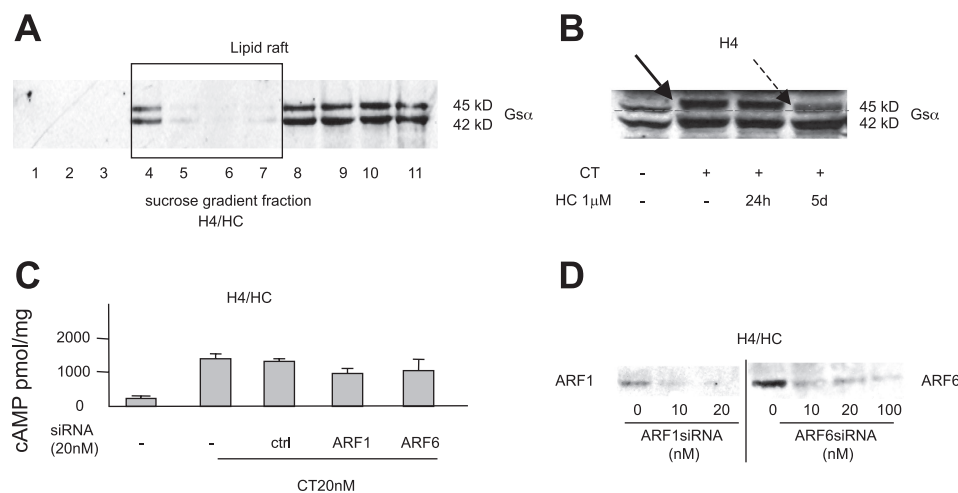 A
Lipid raft
45 kD
42 kD
Gsα
1 2 3 4 5 6 7 8 9 10 11
sucrose gradient fraction
H4/HC
B
H4
45 kD
42 kD
Gsα
CT - + + +
HC 1μM - - 24h 5d
C
H4/HC
cAMP pmol/mg
2000
1000
0
siRNA
(20nM)
- - ctrl ARF1 ARF6
CT20nM
D
H4/HC
ARF1
ARF6
0 10 20
0 10 20 100
ARF1siRNA
(nM)
ARF6siRNA
(nM)